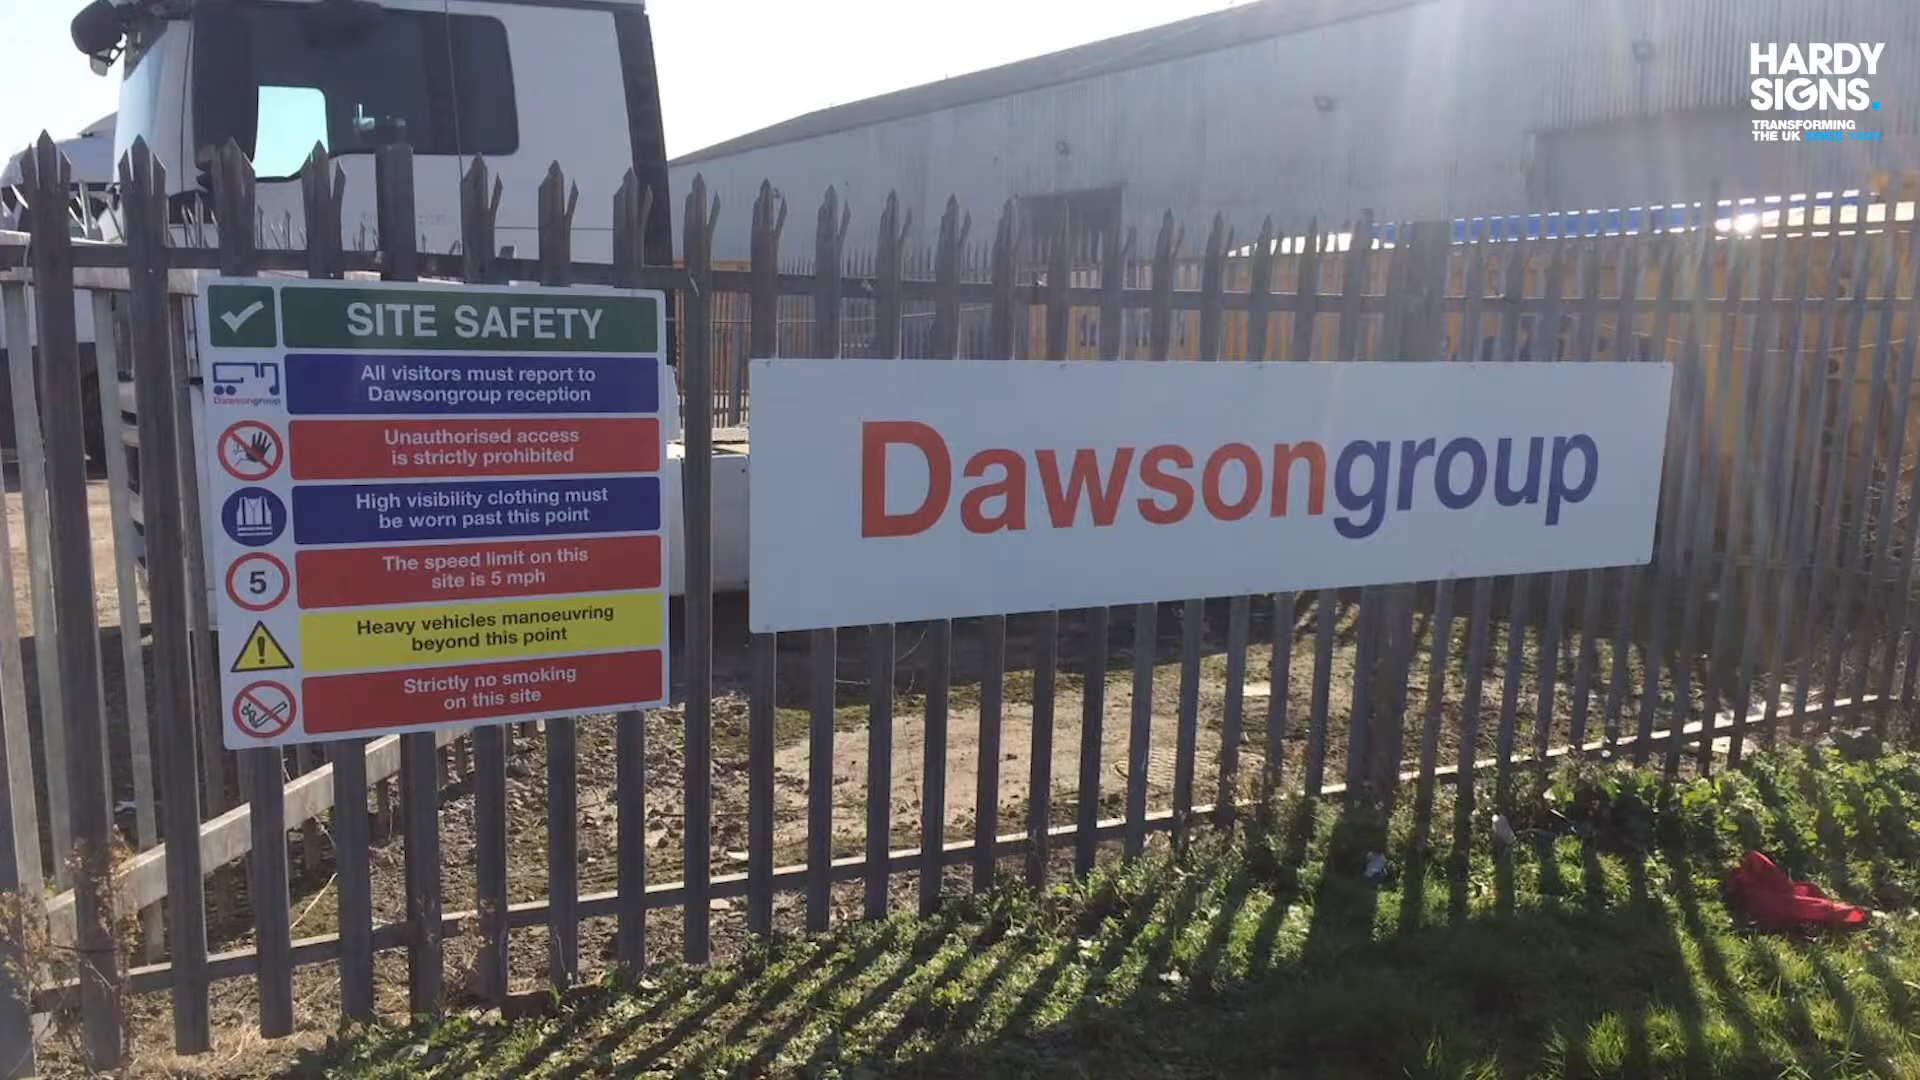 HARDY
SIGNS.
TRANSFORMING
THE UK SINCE
SITE SAFETY
Dawsongroup
All visitors must report to
Dawsongroup reception
Unauthorised access
is strictly prohibited
High visibility clothing must
be worn past this point
5
The speed limit on this
site is 5 mph
Heavy vehicles manoeuvring
beyond this point
Strictly no smoking
on this site
Dawsongroup